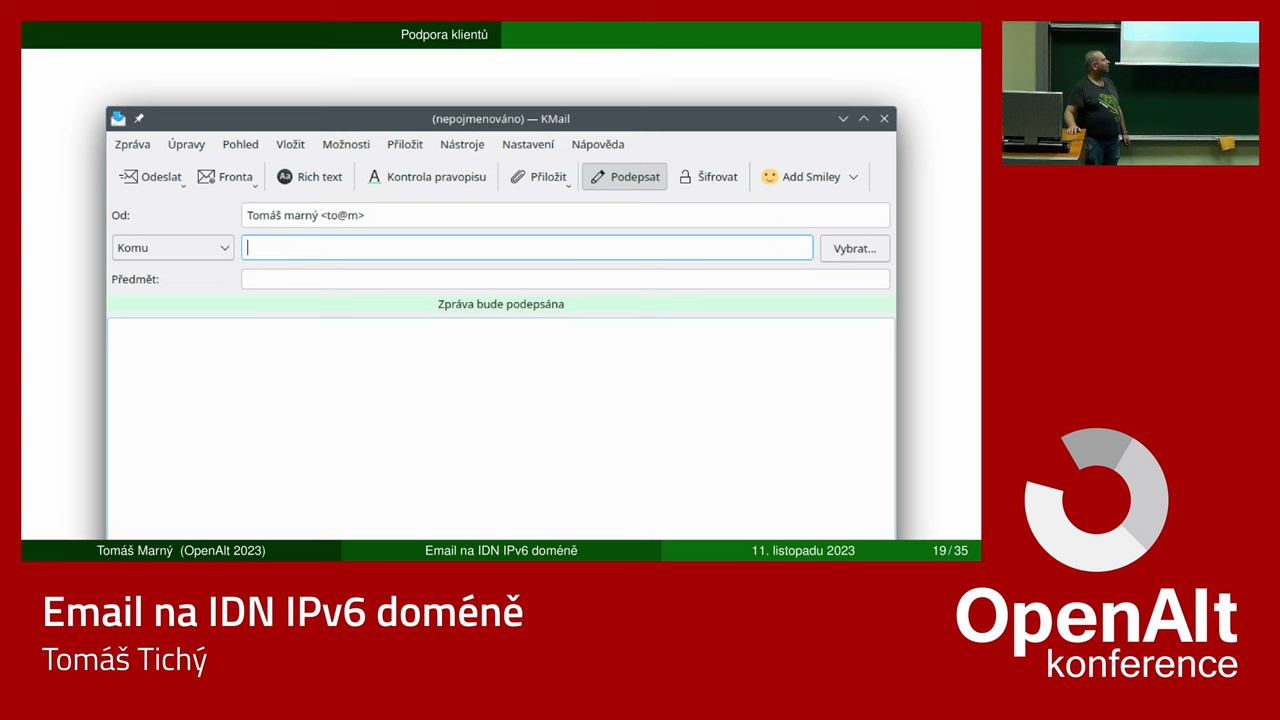 Podpora klientů
(nepojmenováno) — KMail
Zpráva Úpravy Pohled Vložit Možnosti Přiložit Nástroje Nastavení Nápověda
Odeslat Fronta Aa Rich text A Kontrola pravopisu Přiložit Podepsat Šifrovat Add Smiley
Od: Tomáš marný <to@m>
Komu Vybrat...
Předmět:
Zpráva bude podepsána
Tomáš Marný (OpenAlt 2023) Email na IDN IPv6 doméně 11. listopadu 2023 19 / 35
Email na IDN IPv6 doméně
Tomáš Tichý
OpenAlt
konference